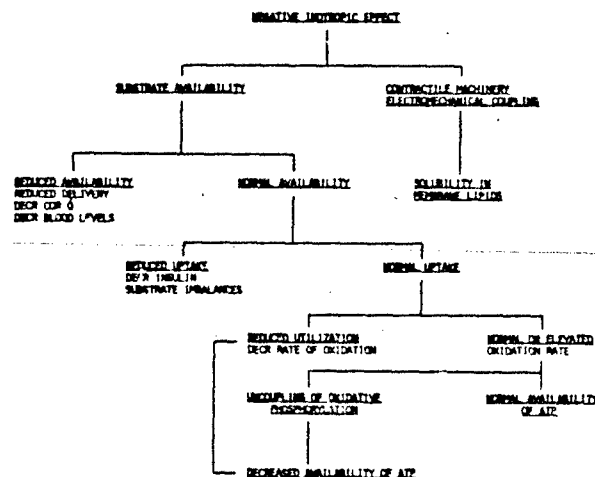 NEGATIVE INOTROPIC EFFECT
SUBSTRATE AVAILABILITY
CONTRACTILE MACHINERY
ELECTROMECHANICAL COUPLING
REDUCED AVAILABILITY
REDUCED DELIVERY
DECR COR Q̇
DECR BLOOD LEVELS
NORMAL AVAILABILITY
SOLUBILITY IN
MEMBRANE LIPIDS
REDUCED UPTAKE
DECR INSULIN
SUBSTRATE IMBALANCES
NORMAL UPTAKE
REDUCED UTILIZATION
DECR RATE OF OXIDATION
NORMAL OR ELEVATED
OXIDATION RATE
UNCOUPLING OF OXIDATIVE
PHOSPHORYLATION
NORMAL AVAILABILITY
OF ATP
DECREASED AVAILABILITY OF ATP